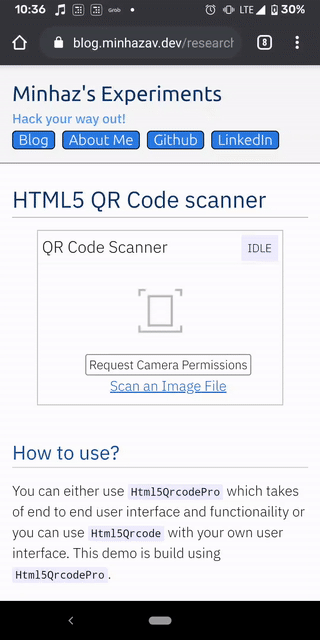 10:36 Grab LTE 30%
blog.minhazav.dev/research 8
Minhaz's Experiments
Hack your way out!
Blog About Me Github LinkedIn
HTML5 QR Code scanner
QR Code Scanner IDLE
Request Camera Permissions
Scan an Image File
How to use?
You can either use Html5QrcodePro which takes
of end to end user interface and functionaility or
you can use Html5Qrcode with your own user
interface. This demo is build using
Html5QrcodePro.